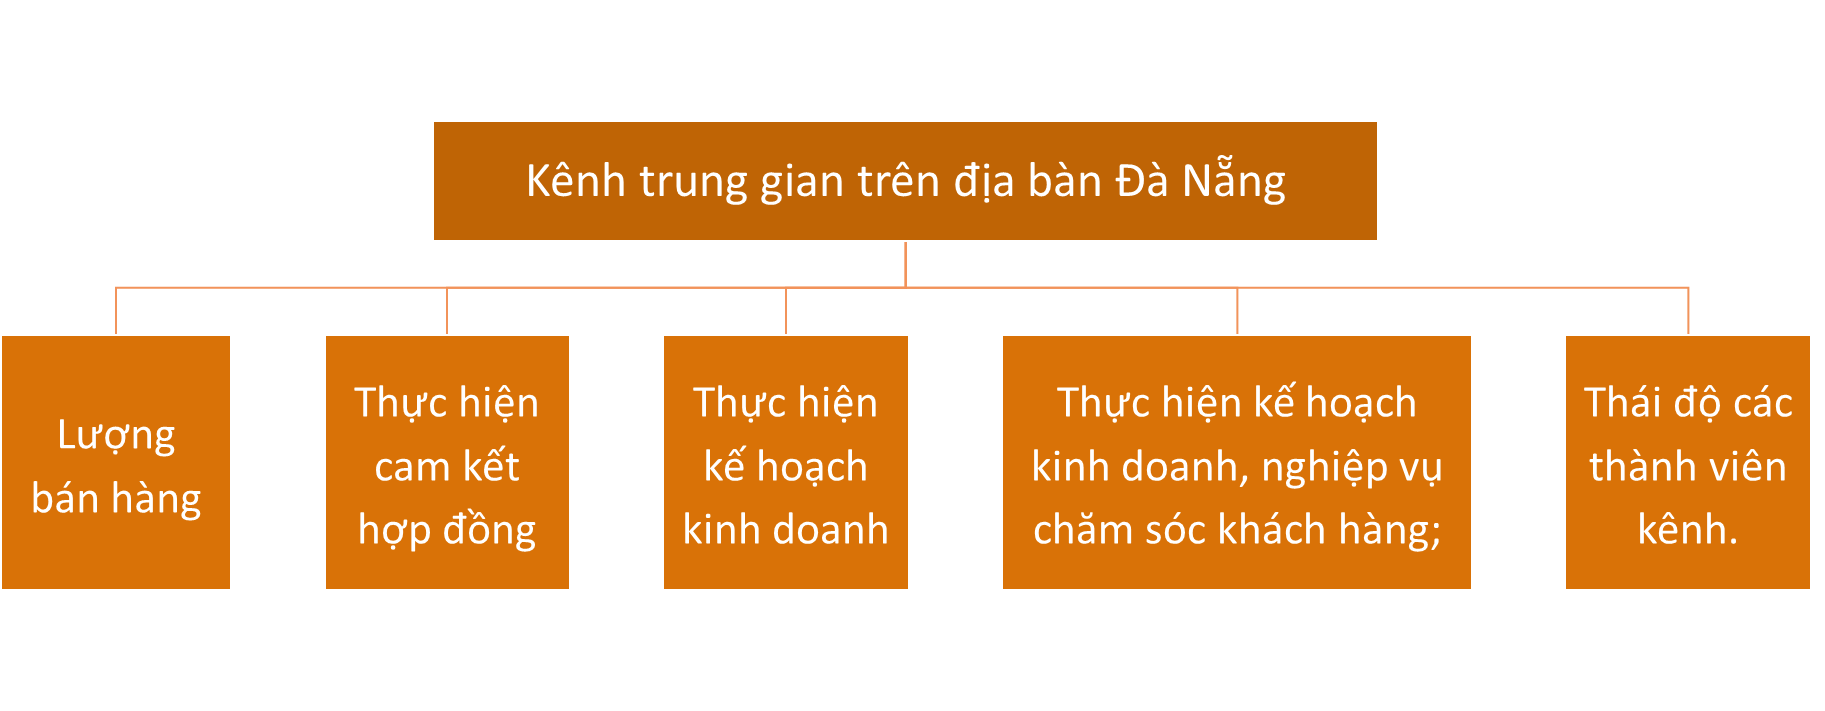 Kênh trung gian trên địa bàn Đà Nẵng
Lượng
bán hàng
Thực hiện
cam kết
hợp đồng
Thực hiện
kế hoạch
kinh doanh
Thực hiện kế hoạch
kinh doanh, nghiệp vụ
chăm sóc khách hàng;
Thái độ các
thành viên
kênh.